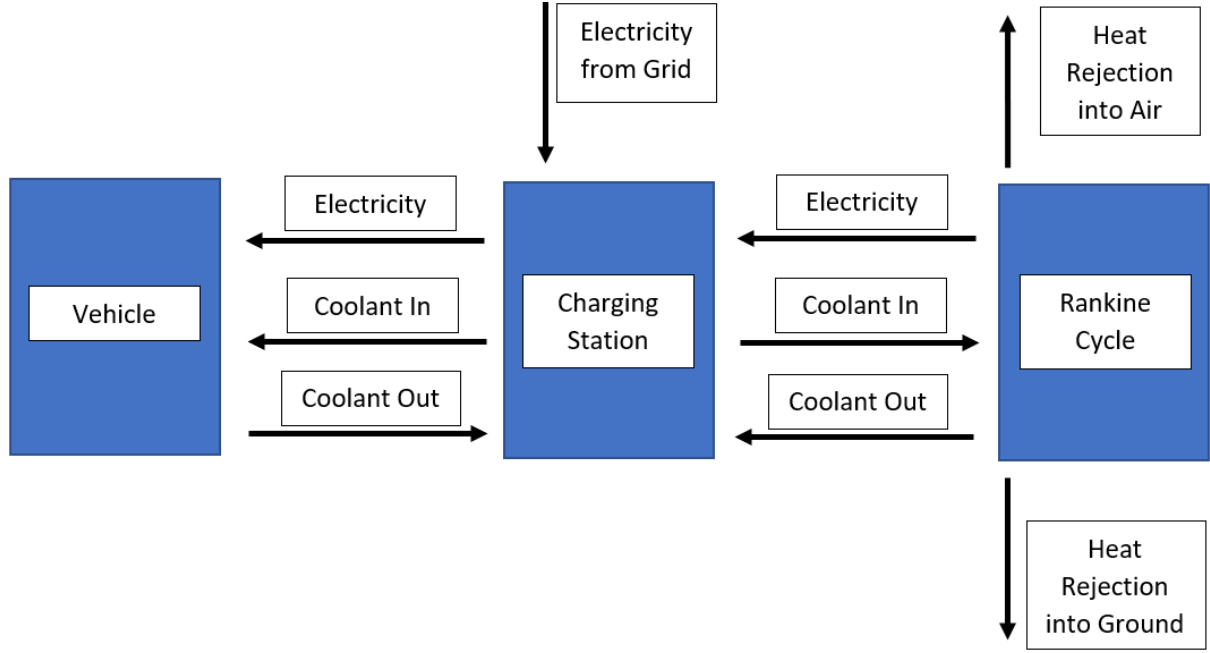 Electricity
from Grid
Heat
Rejection
into Air
Electricity
Electricity
Vehicle
Coolant In
Charging
Station
Coolant In
Rankine
Cycle
Coolant Out
Coolant Out
Heat
Rejection
into Ground